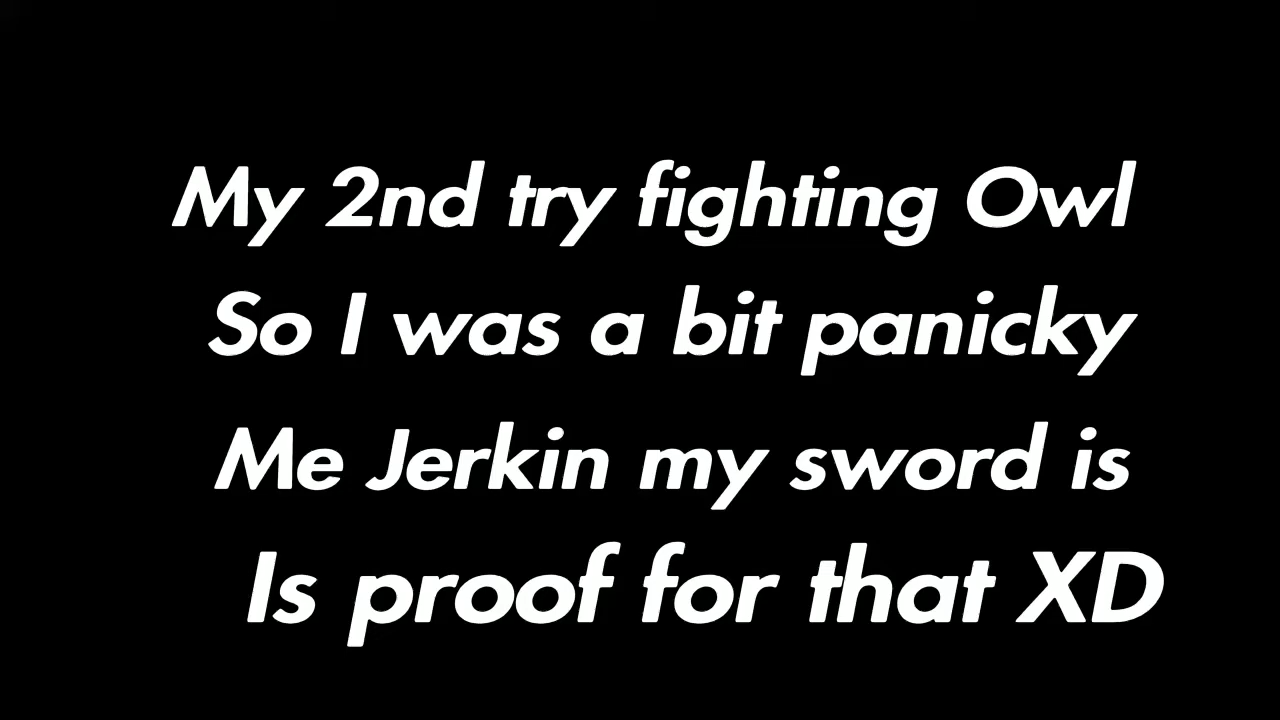 My 2nd try fighting Owl
So I was a bit panicky
Me Jerkin my sword is
Is proof for that XD